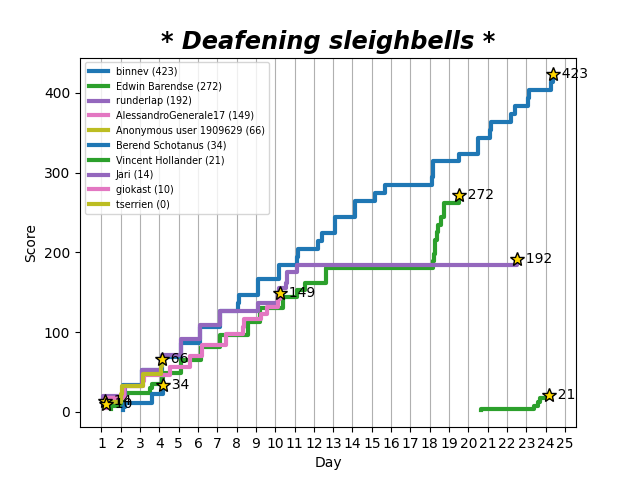 * Deafening sleighbells *
binnev (423)
Edwin Barendse (272)
runderlap (192)
AlessandroGenerale17 (149)
Anonymous user 1909629 (66)
Berend Schotanus (34)
Vincent Hollander (21)
Jari (14)
giokast (10)
tserrien (0)
423
272
192
149
66
34
21
14
10
400
300
200
100
0
Score
1 2 3 4 5 6 7 8 9 10 11 12 13 14 15 16 17 18 19 20 21 22 23 24 25
Day